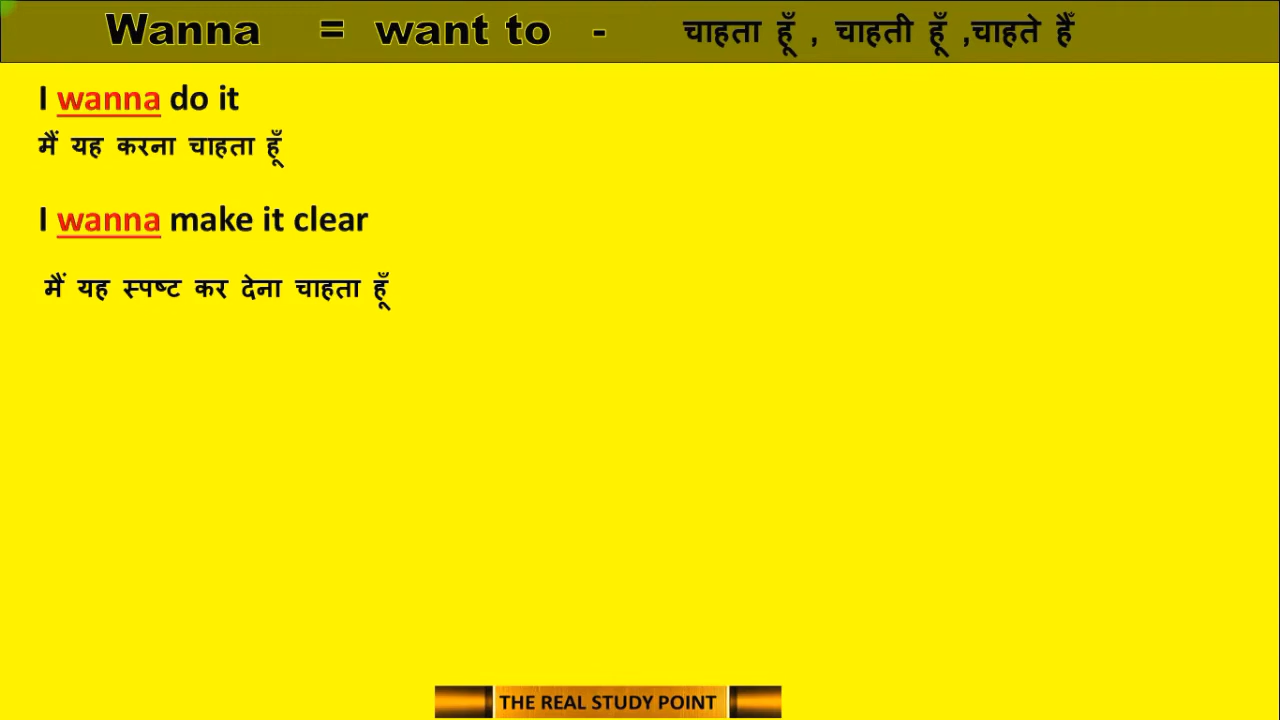 Wanna = want to - चाहता हूँ , चाहती हूँ ,चाहते हैँ
I wanna do it
मैं यह करना चाहता हूँ
I wanna make it clear
मैं यह स्पष्ट कर देना चाहता हूँ
THE REAL STUDY POINT